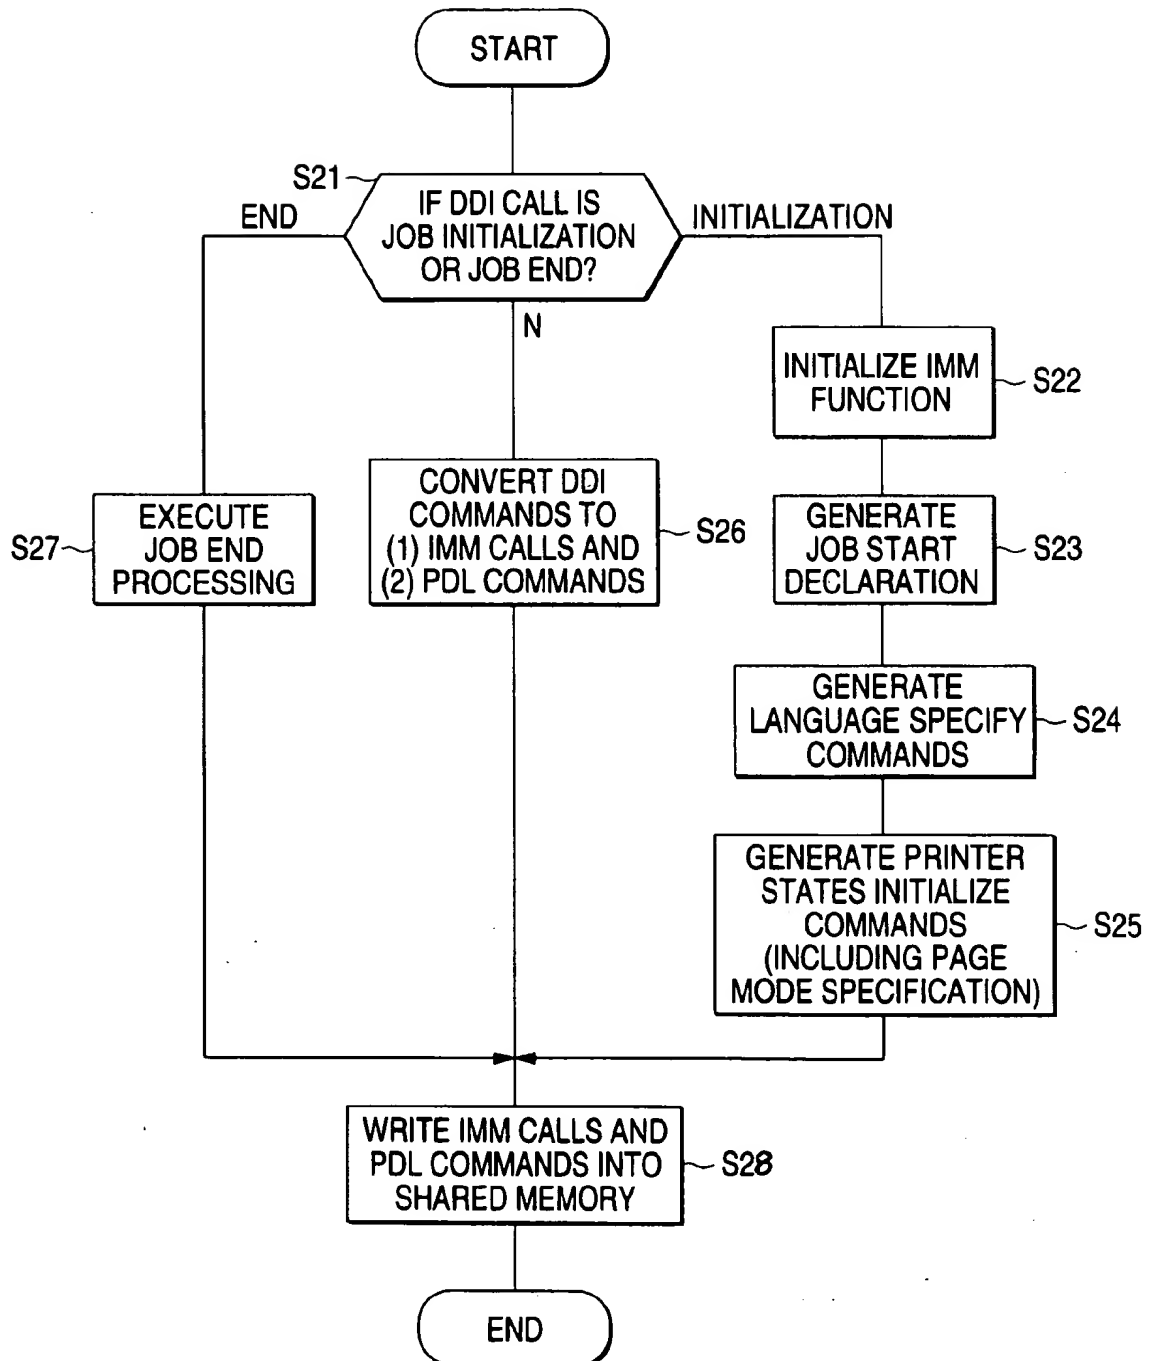 START
S21
IF DDI CALL IS
JOB INITIALIZATION
OR JOB END?
END
INITIALIZATION
N
INITIALIZE IMM
FUNCTION
S22
EXECUTE
JOB END
PROCESSING
S27
CONVERT DDI
COMMANDS TO
(1) IMM CALLS AND
(2) PDL COMMANDS
S26
GENERATE
JOB START
DECLARATION
S23
GENERATE
LANGUAGE SPECIFY
COMMANDS
S24
GENERATE PRINTER
STATES INITIALIZE
COMMANDS
(INCLUDING PAGE
MODE SPECIFICATION)
S25
WRITE IMM CALLS AND
PDL COMMANDS INTO
SHARED MEMORY
S28
END